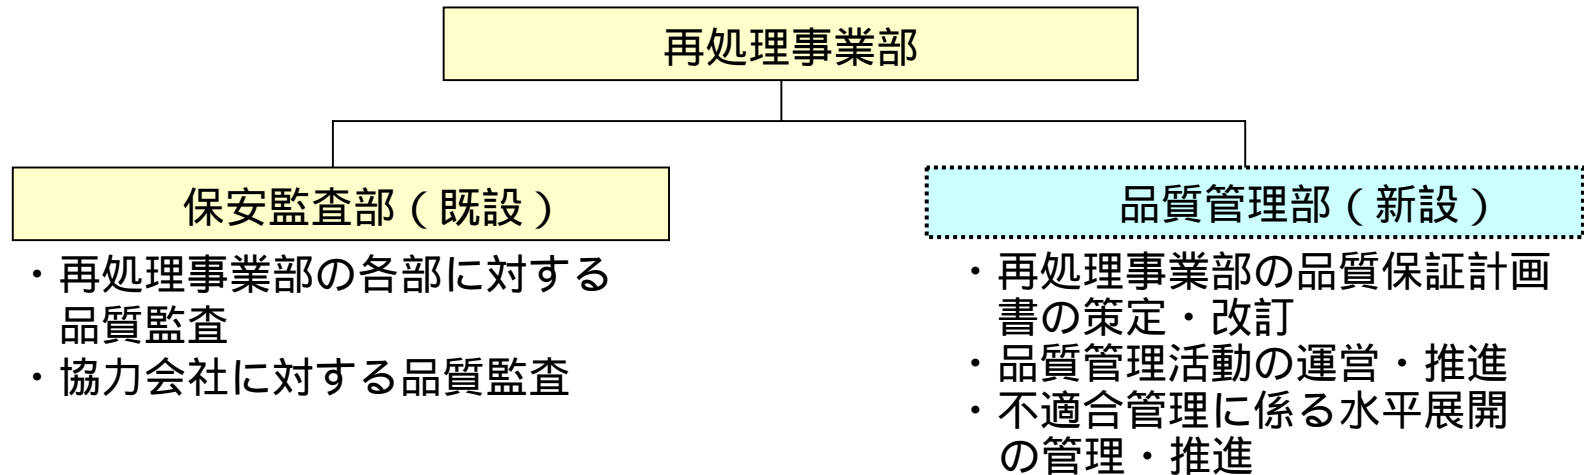 再処理事業部
保安監査部（既設）
・再処理事業部の各部に対する
品質監査
・協力会社に対する品質監査
品質管理部（新設）
・再処理事業部の品質保証計画
書の策定・改訂
・品質管理活動の運営・推進
・不適合管理に係る水平展開
の管理・推進